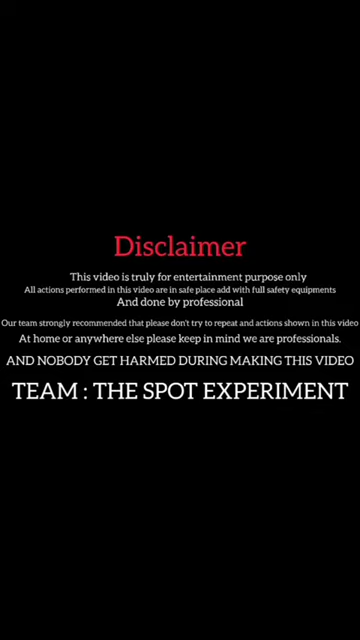 Disclaimer
This video is truly for entertainment purpose only
All actions performed in this video are in safe place add with full safety equipments
And done by professional
Our team strongly recommended that please don't try to repeat and actions shown in this video
At home or anywhere else please keep in mind we are professionals.
AND NOBODY GET HARMED DURING MAKING THIS VIDEO
TEAM : THE SPOT EXPERIMENT